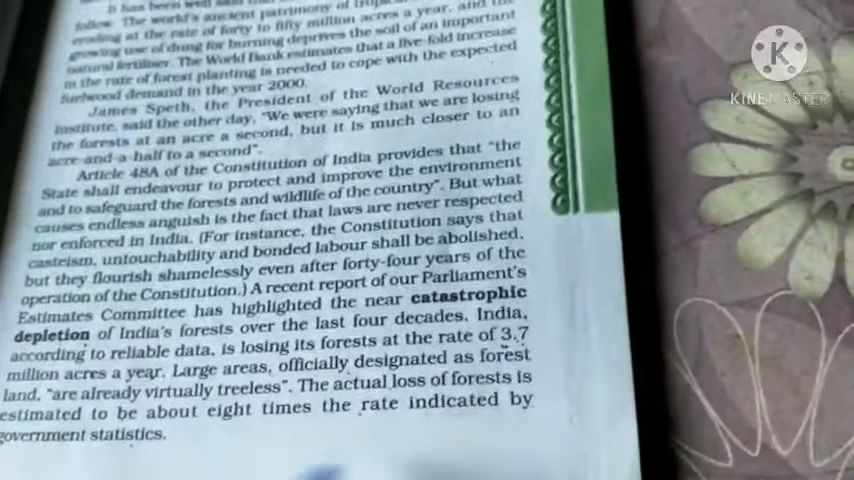 It has been well said that
follow. The world's ancient patrimony of tropical
eroding at the rate of forty to fifty million acres a year, and the
growing use of dung for burning deprives the soil of an important
natural fertiliser. The World Bank estimates that a five-fold increase
in the rate of forest planting is needed to cope with the expected
fuelwood demand in the year 2000.
James Speth, the President of the World Resources
Institute, said the other day, "We were saying that we are losing
the forests at an acre a second, but it is much closer to an
acre-and-a-half to a second".
Article 48A of the Constitution of India provides that "the
State shall endeavour to protect and improve the environment
and to safeguard the forests and wildlife of the country". But what
causes endless anguish is the fact that laws are never respected
nor enforced in India. (For instance, the Constitution says that
casteism, untouchability and bonded labour shall be abolished,
but they flourish shamelessly even after forty-four years of the
operation of the Constitution.) A recent report of our Parliament's
Estimates Committee has highlighted the near catastrophic
depletion of India's forests over the last four decades. India,
according to reliable data, is losing its forests at the rate of 3.7
million acres a year. Large areas, officially designated as forest
land, "are already virtually treeless". The actual loss of forests is
estimated to be about eight times the rate indicated by
government statistics.
KINEMASTER